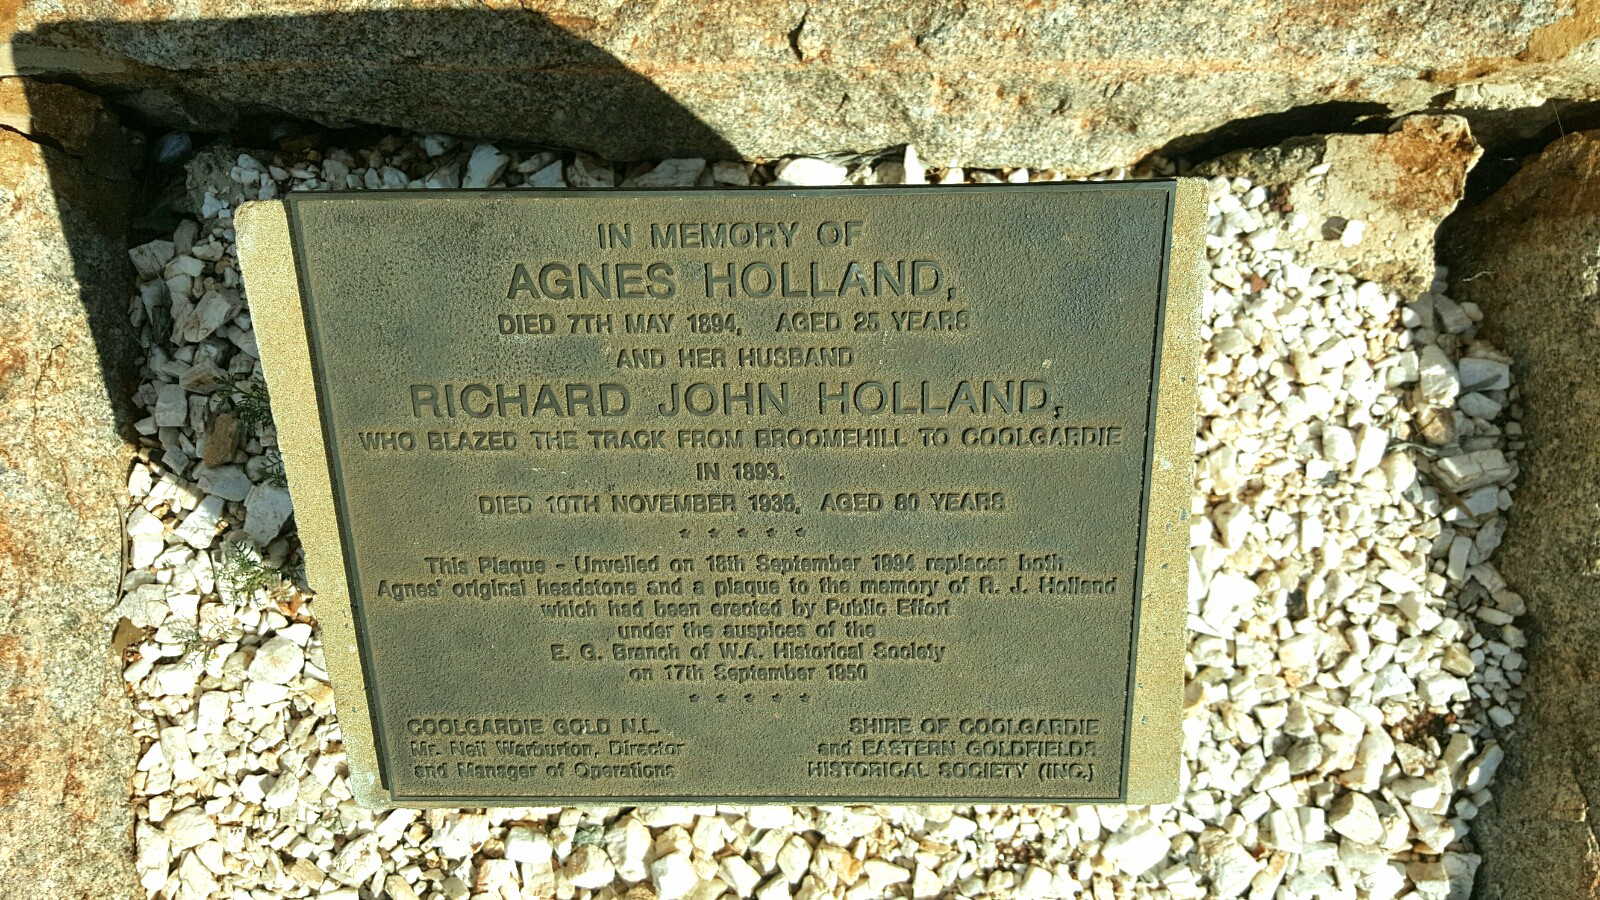 IN MEMORY OF
AGNES HOLLAND,
DIED 7TH MAY 1894, AGED 25 YEARS
AND HER HUSBAND
RICHARD JOHN HOLLAND,
WHO BLAZED THE TRACK FROM BROOMEHILL TO COOLGARDIE
IN 1893.
DIED 10TH NOVEMBER 1936, AGED 80 YEARS
* * * * *
This Plaque - Unveiled on 18th September 1994 replaces both
Agnes' original headstone and a plaque to the memory of R. J. Holland
which had been erected by Public Effort
under the auspices of the
E. G. Branch of W.A. Historical Society
on 17th September 1950
* * * * *
COOLGARDIE GOLD N.L.
Mr. Neil Warburton, Director
and Manager of Operations
SHIRE OF COOLGARDIE
and EASTERN GOLDFIELDS
HISTORICAL SOCIETY (INC.)